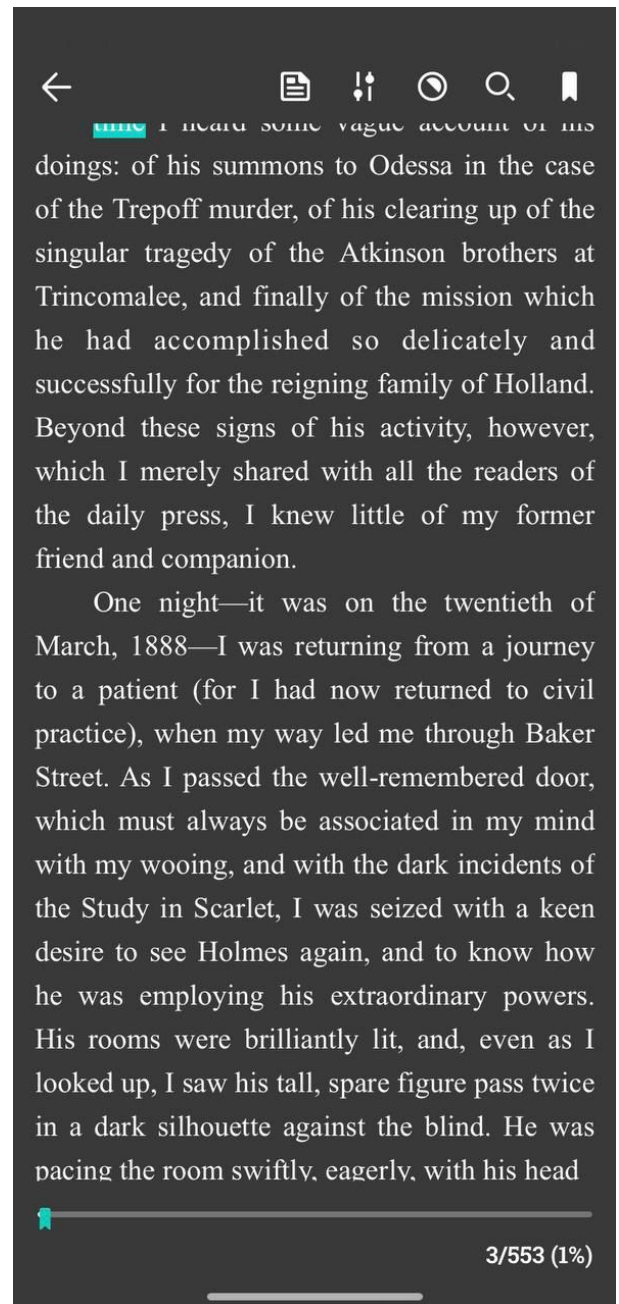 time I heard some vague account of his
doings: of his summons to Odessa in the case
of the Trepoff murder, of his clearing up of the
singular tragedy of the Atkinson brothers at
Trincomalee, and finally of the mission which
he had accomplished so delicately and
successfully for the reigning family of Holland.
Beyond these signs of his activity, however,
which I merely shared with all the readers of
the daily press, I knew little of my former
friend and companion.
One night—it was on the twentieth of
March, 1888—I was returning from a journey
to a patient (for I had now returned to civil
practice), when my way led me through Baker
Street. As I passed the well-remembered door,
which must always be associated in my mind
with my wooing, and with the dark incidents of
the Study in Scarlet, I was seized with a keen
desire to see Holmes again, and to know how
he was employing his extraordinary powers.
His rooms were brilliantly lit, and, even as I
looked up, I saw his tall, spare figure pass twice
in a dark silhouette against the blind. He was
pacing the room swiftly, eagerly, with his head
3/553 (1%)